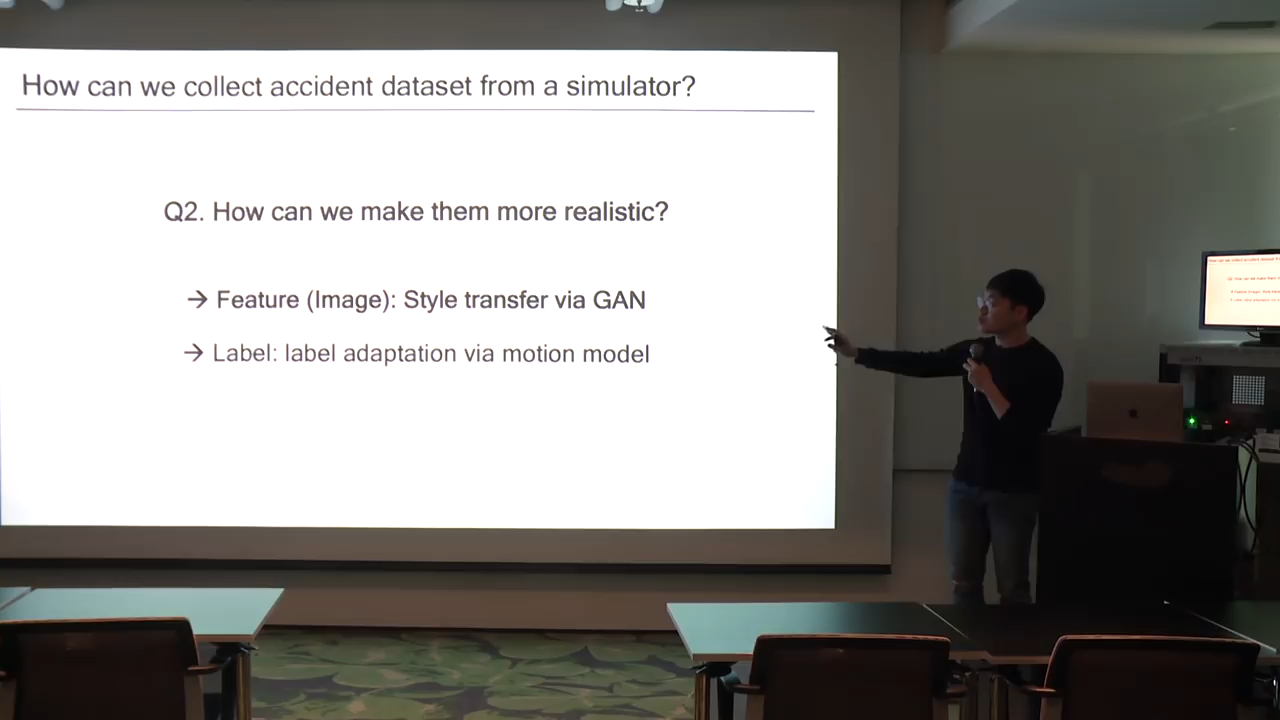 How can we collect accident dataset from a simulator?
Q2. How can we make them more realistic?
→ Feature (Image): Style transfer via GAN
→ Label: label adaptation via motion model